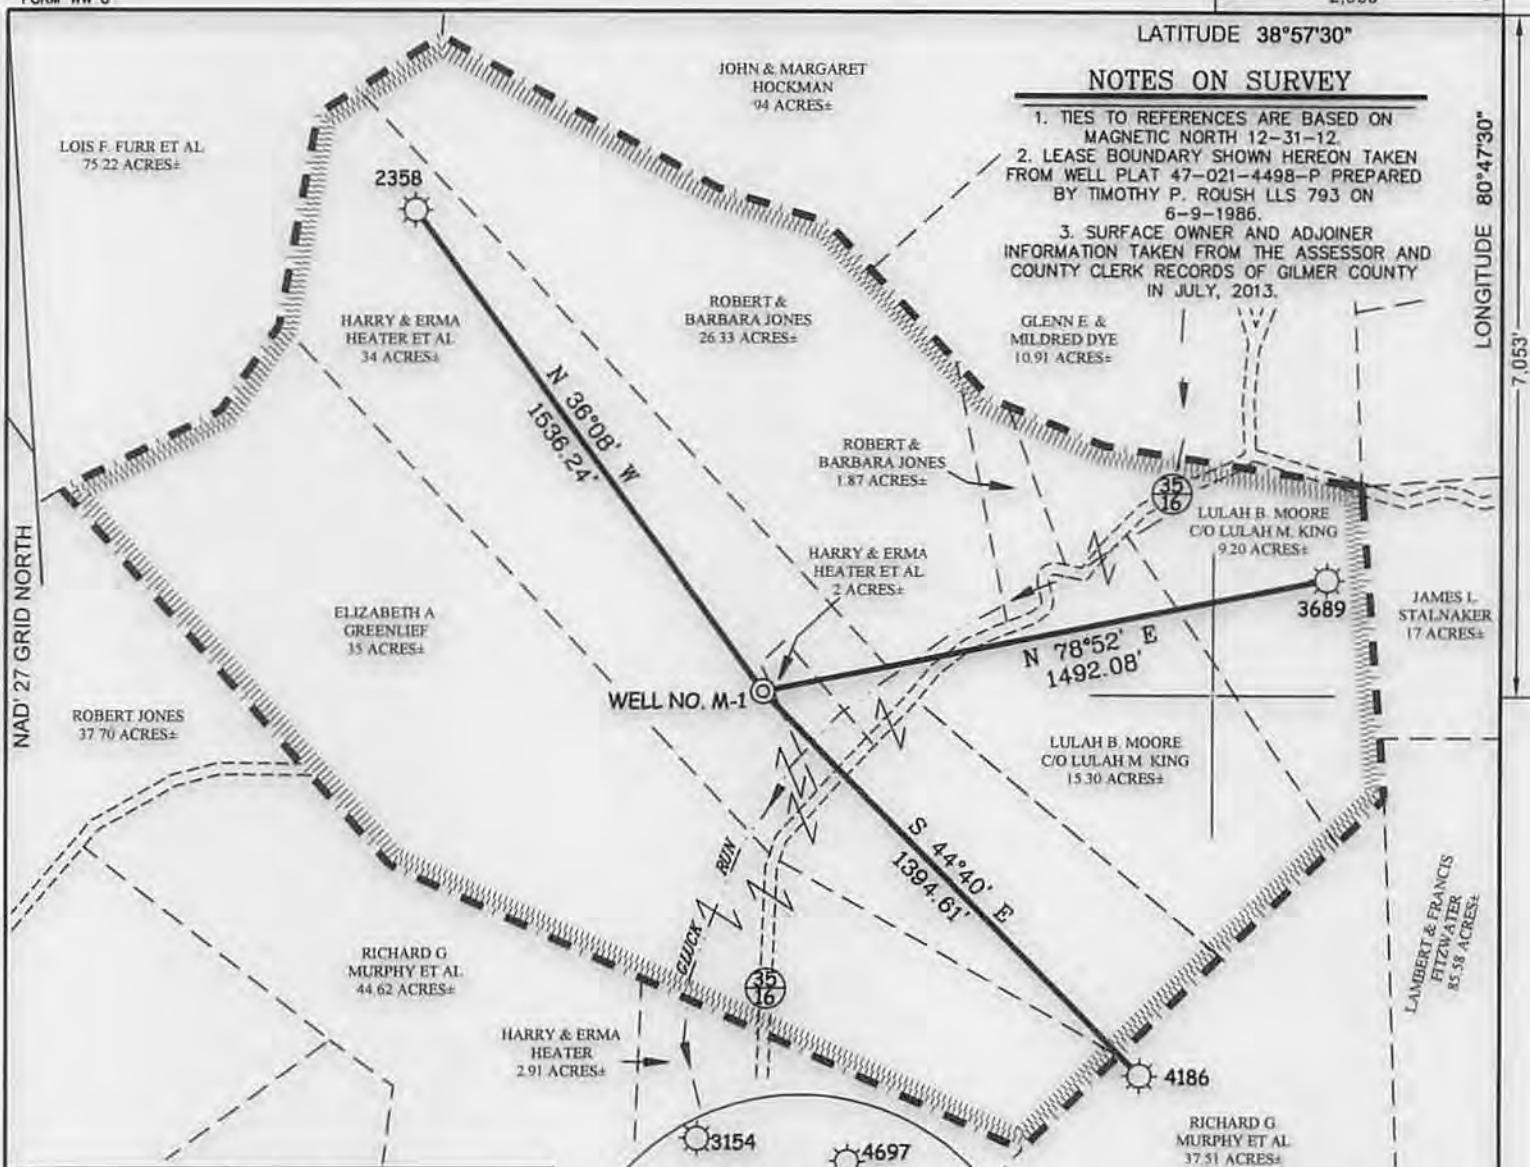 LATITUDE 38°57'30"
NOTES ON SURVEY
1. TIES TO REFERENCES ARE BASED ON
MAGNETIC NORTH 12-31-12.
2. LEASE BOUNDARY SHOWN HEREON TAKEN
FROM WELL PLAT 47-021-4498-P PREPARED
BY TIMOTHY P. ROUSH LLS 793 ON
6-9-1986.
3. SURFACE OWNER AND ADJOINER
INFORMATION TAKEN FROM THE ASSESSOR AND
COUNTY CLERK RECORDS OF GILMER COUNTY
IN JULY, 2013.
LONGITUDE 80°47'30"
7,053'
JOHN & MARGARET
HOCKMAN
94 ACRES±
LOIS F. FURR ET AL
75.22 ACRES±
2358
HARRY & ERMA
HEATER ET AL
34 ACRES±
ROBERT &
BARBARA JONES
26.33 ACRES±
GLENN E &
MILDRED DYE
10.91 ACRES±
N 36°08' W
1536.24'
ROBERT &
BARBARA JONES
1.87 ACRES±
35
16
LULAH B. MOORE
C/O LULAH M. KING
9.20 ACRES±
HARRY & ERMA
HEATER ET AL
2 ACRES±
3689
JAMES L
STALNAKER
17 ACRES±
NAD' 27 GRID NORTH
ELIZABETH A
GREENLIEF
35 ACRES±
N 78°52' E
1492.08'
WELL NO. M-1
ROBERT JONES
37.70 ACRES±
LULAH B. MOORE
C/O LULAH M. KING
15.30 ACRES±
S 44°40' E
1394.61'
RUN
LAMBERT & FRANCIS
FITZWATER
85.58 ACRES±
RICHARD G
MURPHY ET AL
44.62 ACRES±
35
16
HARRY & ERMA
HEATER
2.91 ACRES±
4186
3154
4697
RICHARD G
MURPHY ET AL
37.51 ACRES±